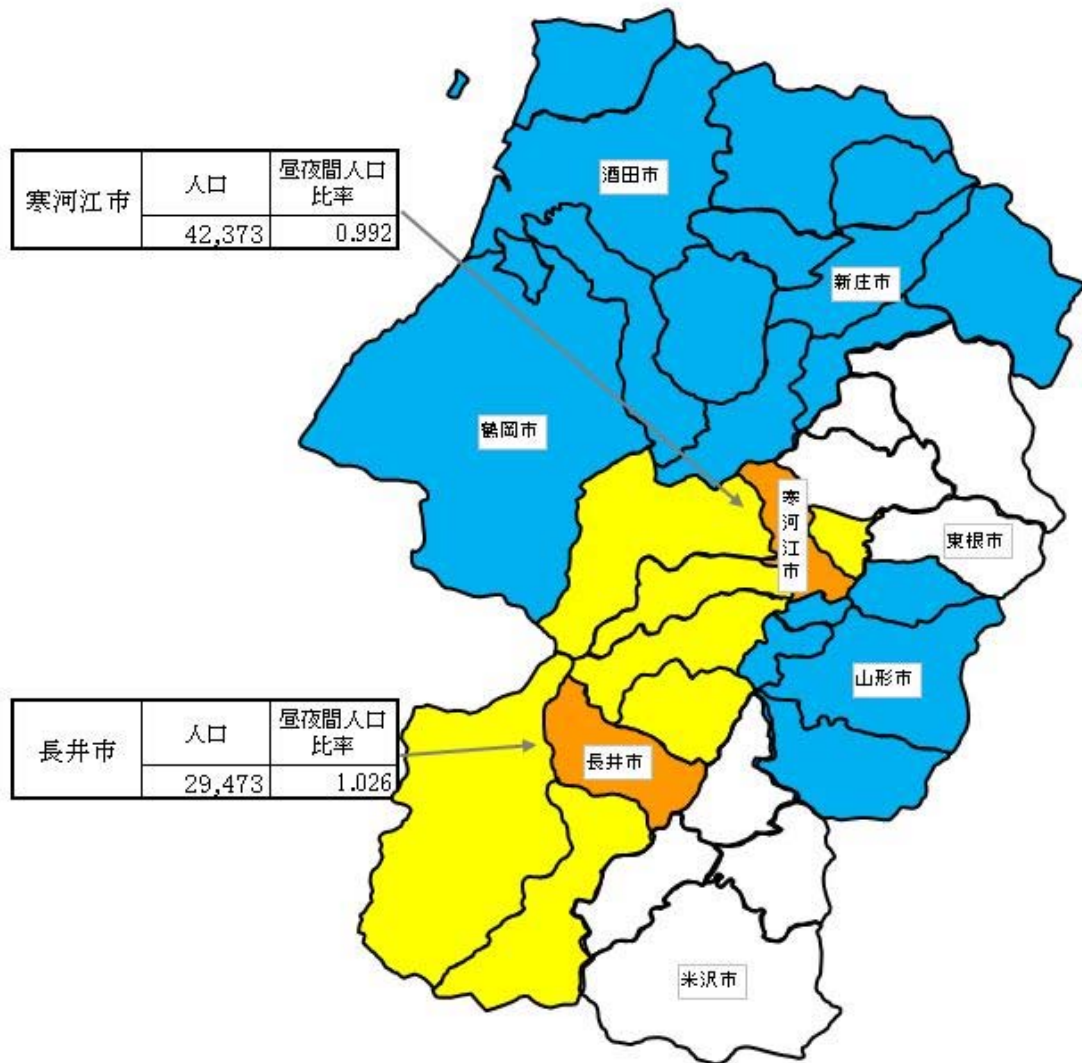 酒田市
寒河江市
人口
昼夜間人口
比率
42,373
0.992
新庄市
鶴岡市
寒河江市
東根市
山形市
長井市
人口
昼夜間人口
比率
29,473
1.026
長井市
米沢市